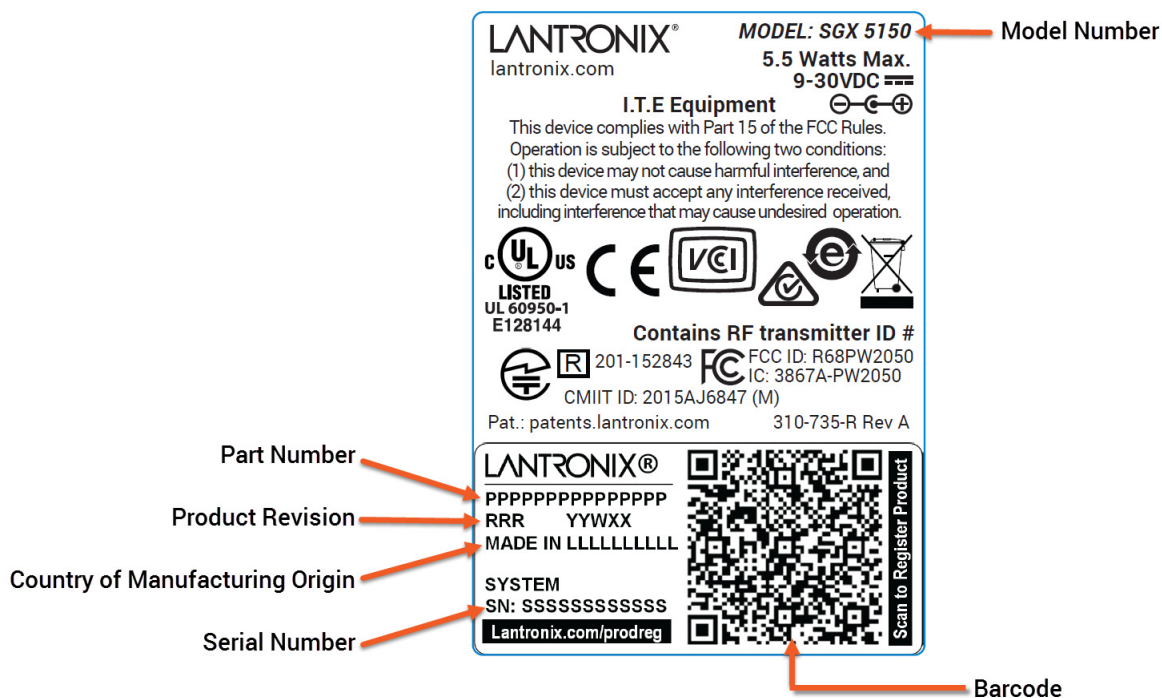 LANTRONIX®
lantronix.com
MODEL: SGX 5150
5.5 Watts Max.
9-30VDC
Model Number
I.T.E Equipment
This device complies with Part 15 of the FCC Rules.
Operation is subject to the following two conditions:
(1) this device may not cause harmful interference, and
(2) this device must accept any interference received,
including interference that may cause undesired operation.
C UL ® US
LISTED
UL 60950-1
E128144
CE
VCI
e
Contains RF transmitter ID #
R 201-152843
FC FCC ID: R68PW2050
IC: 3867A-PW2050
CMIIT ID: 2015AJ6847 (M)
Pat.: patents.lantronix.com 310-735-R Rev A
Part Number
Product Revision
Country of Manufacturing Origin
Serial Number
LANTRONIX®
PPPPPPPPPPPPPPP
RRR YYWXX
MADE IN LLLLLLLLLL
SYSTEM
SN: SSSSSSSSSSSS
Lantronix.com/prodreg
Scan to Register Product
Barcode